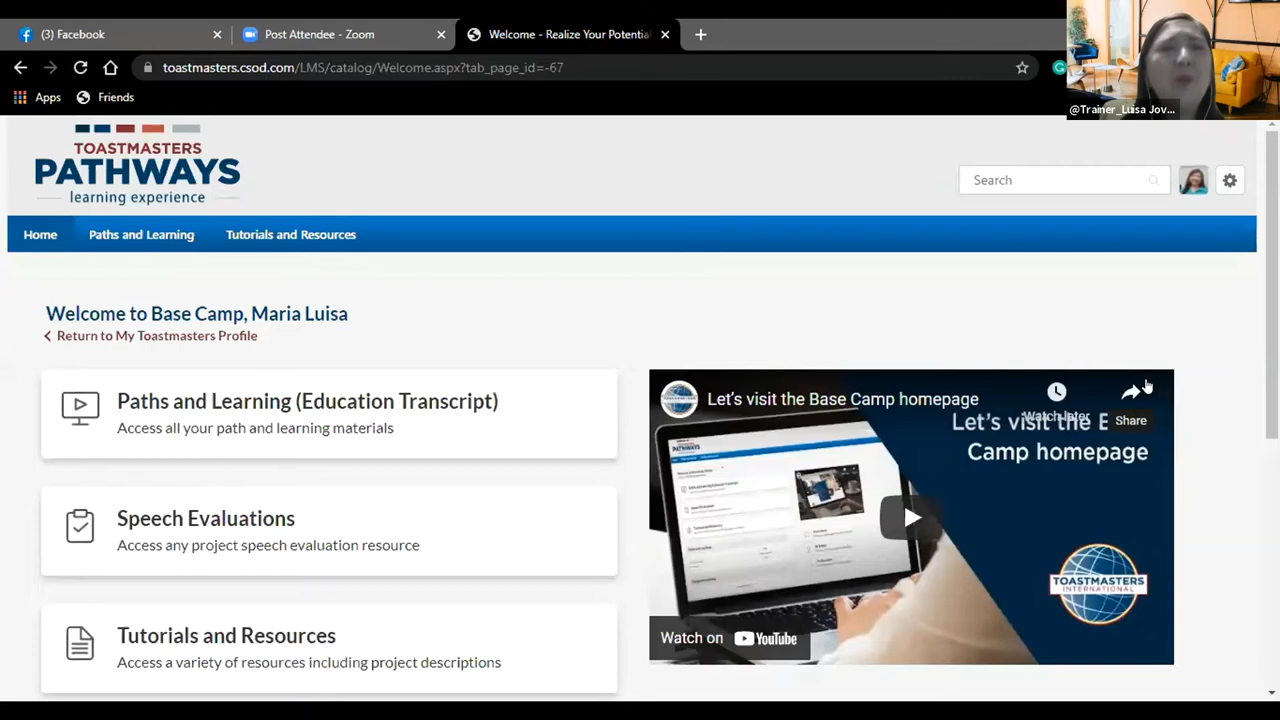 (3) Facebook
Post Attendee - Zoom
Welcome - Realize Your Potential
toastmasters.csod.com/LMS/catalog/Welcome.aspx?tab_page_id=-67
Apps
Friends
@Trainer_Luisa Jov...
TOASTMASTERS
PATHWAYS
learning experience
Search
Home
Paths and Learning
Tutorials and Resources
Welcome to Base Camp, Maria Luisa
Return to My Toastmasters Profile
Paths and Learning (Education Transcript)
Access all your path and learning materials
Speech Evaluations
Access any project speech evaluation resource
Tutorials and Resources
Access a variety of resources including project descriptions
Let's visit the Base Camp homepage
Watch later
Share
Let's visit the B
Camp homepage
TOASTMASTERS
INTERNATIONAL
Watch on YouTube